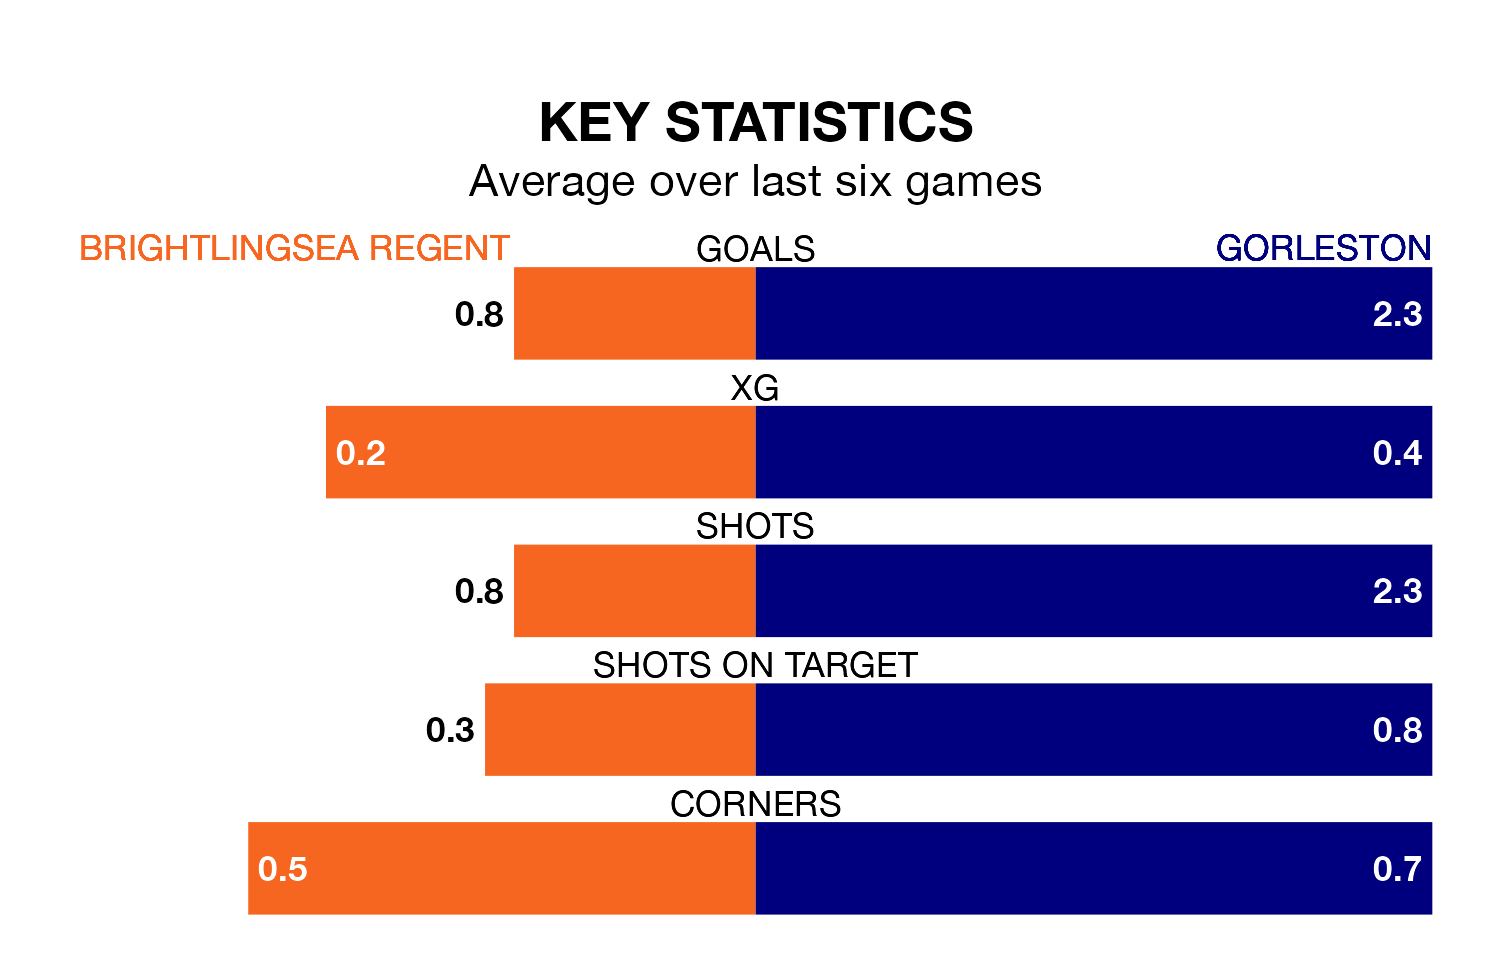 KEY STATISTICS
Average over last six games
BRIGHTLINGSEA REGENT GOALS GORLESTON
0.8 2.3
XG
0.2 0.4
SHOTS
0.8 2.3
SHOTS ON TARGET
0.3 0.8
CORNERS
0.5 0.7